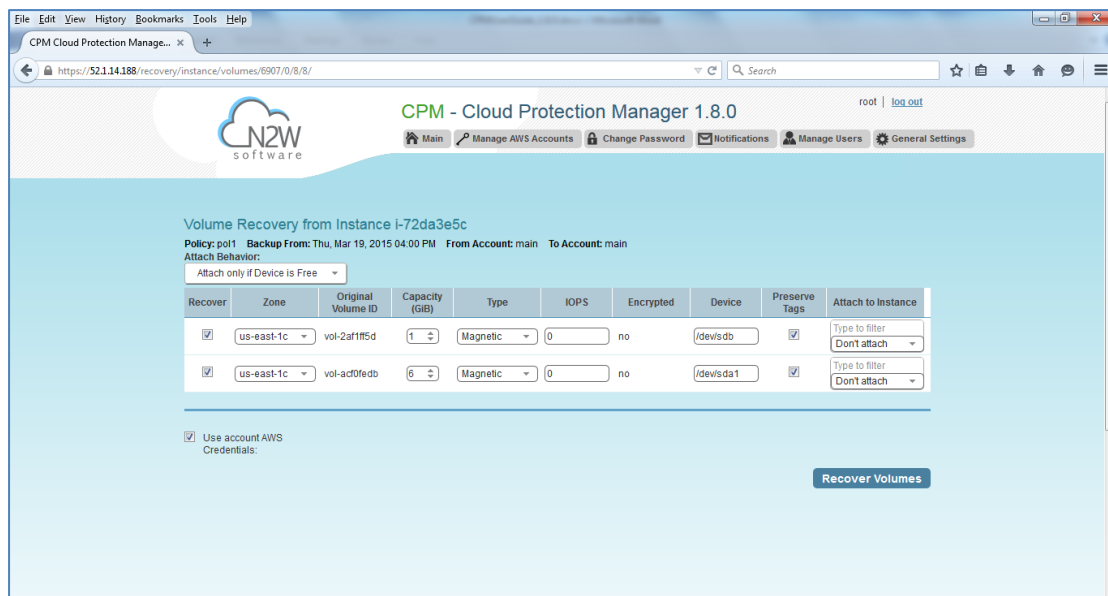 File Edit View History Bookmarks Tools Help
CPM Cloud Protection Manage... × +
https://52.1.14.188/recovery/instance/volumes/6907/0/8/8/ Search
root | log out
CPM - Cloud Protection Manager 1.8.0
N2W
software
Main Manage AWS Accounts Change Password Notifications Manage Users General Settings
Volume Recovery from Instance i-72da3e5c
Policy: pol1 Backup From: Thu, Mar 19, 2015 04:00 PM From Account: main To Account: main
Attach Behavior:
Attach only if Device is Free
Recover Zone Original Volume ID Capacity (GiB) Type IOPS Encrypted Device Preserve Tags Attach to Instance
us-east-1c vol-2af1ff5d 1 Magnetic 0 no /dev/sdb Type to filter
Don't attach
us-east-1c vol-acf0fedb 6 Magnetic 0 no /dev/sda1 Type to filter
Don't attach
Use account AWS
Credentials:
Recover Volumes